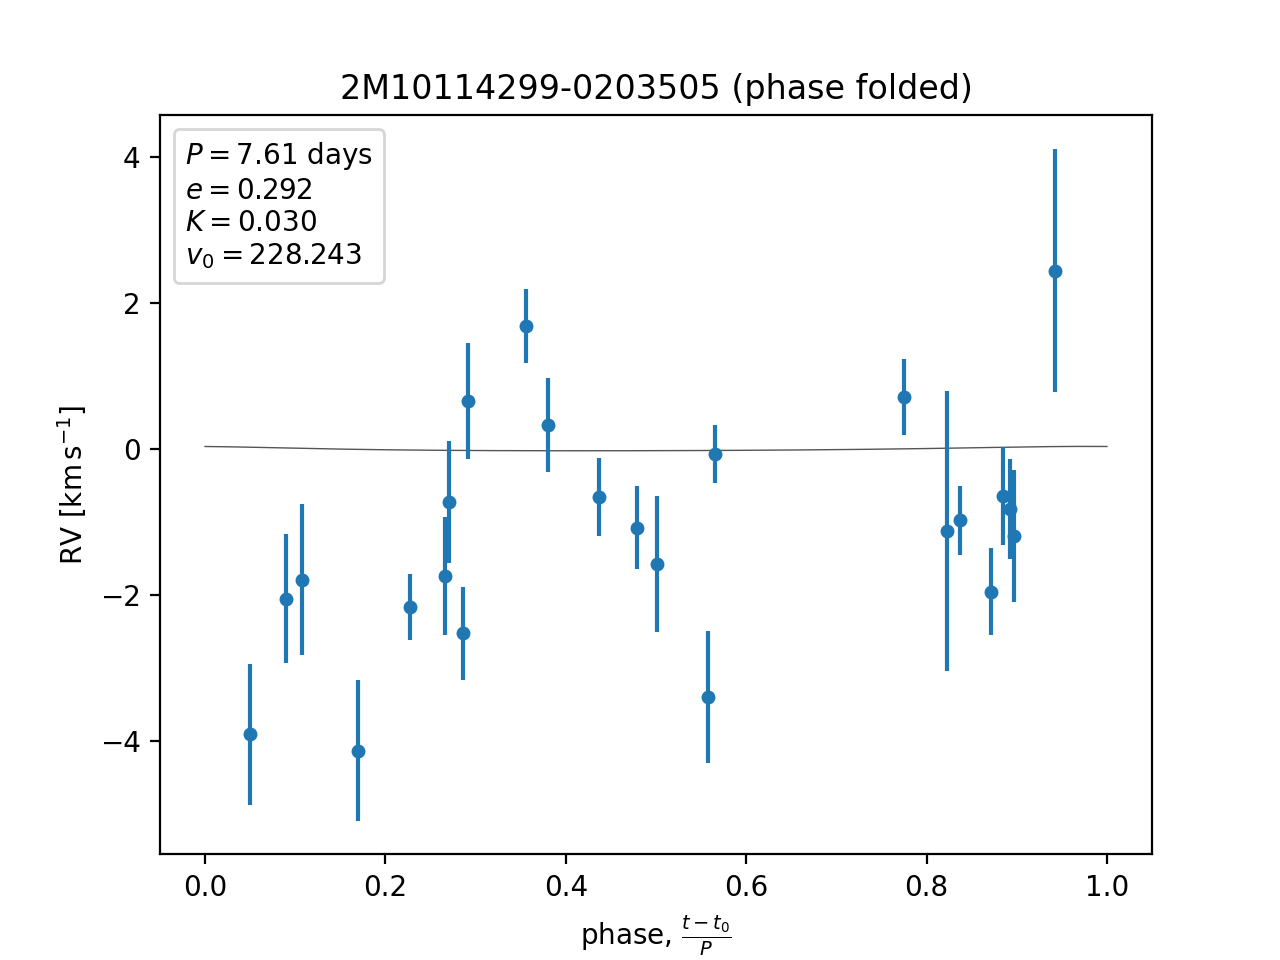 2M10114299-0203505 (phase folded)
P = 7.61 days
e = 0.292
K = 0.030
v₀ = 228.243
4
2
0
−2
−4
RV [km s⁻¹]
0.0 0.2 0.4 0.6 0.8 1.0
phase, (t − t₀)/P